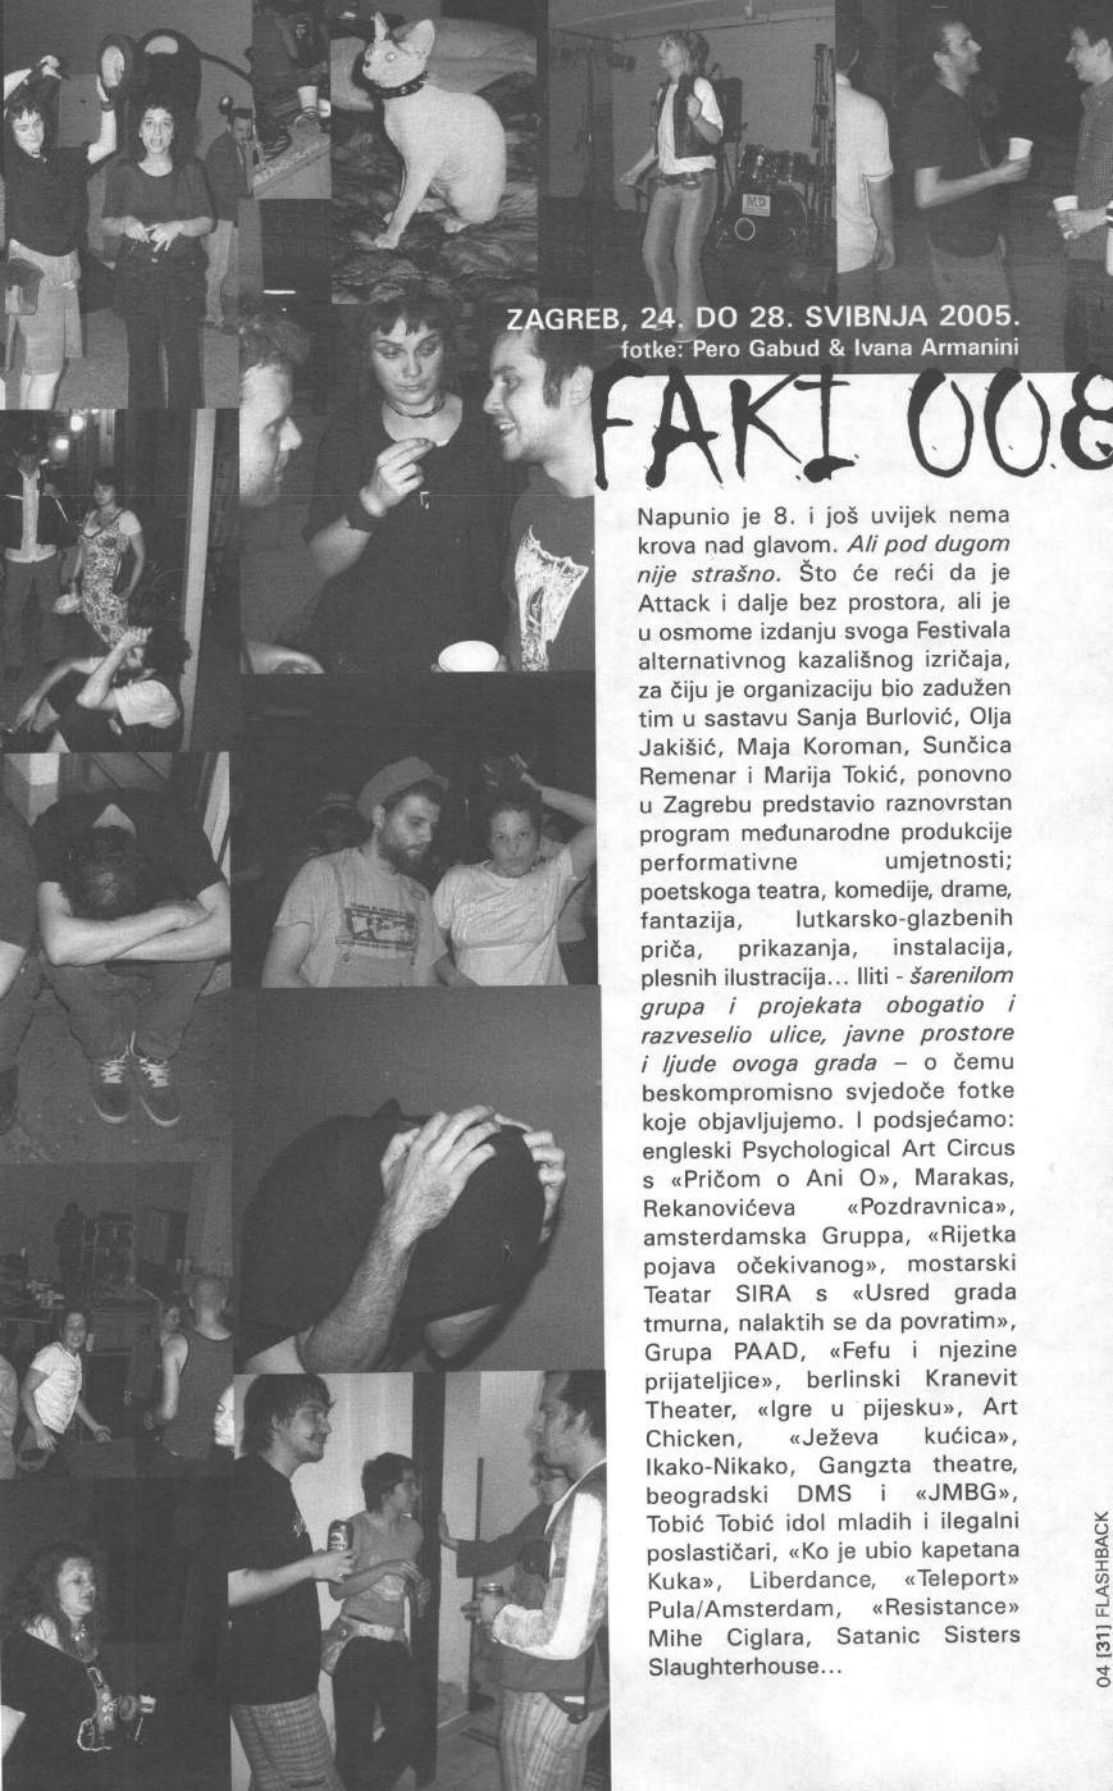 ZAGREB, 24. DO 28. SVIBNJA 2005.
fotke: Pero Gabud & Ivana Armanini
FAKI 008
Napunio je 8. i još uvijek nema
krova nad glavom. Ali pod dugom
nije strašno. Što će reći da je
Attack i dalje bez prostora, ali je
u osmome izdanju svoga Festivala
alternativnog kazališnog izričaja,
za čiju je organizaciju bio zadužen
tim u sastavu Sanja Burlović, Olja
Jakišić, Maja Koroman, Sunčica
Remenar i Marija Tokić, ponovno
u Zagrebu predstavio raznovrstan
program međunarodne produkcije
performativne umjetnosti;
poetskoga teatra, komedije, drame,
fantazija, lutkarsko-glazbenih
priča, prikazanja, instalacija,
plesnih ilustracija... Iliti - šarenilom
grupa i projekata obogatio i
razveselio ulice, javne prostore
i ljude ovoga grada – o čemu
beskompromisno svjedoče fotke
koje objavljujemo. I podsjećamo:
engleski Psychological Art Circus
s «Pričom o Ani O», Marakas,
Rekanovićeva «Pozdravnica»,
amsterdamska Gruppa, «Rijetka
pojava očekivanog», mostarski
Teatar SIRA s «Usred grada
tmurna, nalaktih se da povratim»,
Grupa PAAD, «Fefu i njezine
prijateljice», berlinski Kranevit
Theater, «Igre u pijesku», Art
Chicken, «Ježeva kućica»,
Ikako-Nikako, Gangzta theatre,
beogradski DMS i «JMBG»,
Tobić Tobić idol mladih i ilegalni
poslastičari, «Ko je ubio kapetana
Kuka», Liberdance, «Teleport»
Pula/Amsterdam, «Resistance»
Mihe Ciglara, Satanic Sisters
Slaughterhouse...
04 [31] FLASHBACK